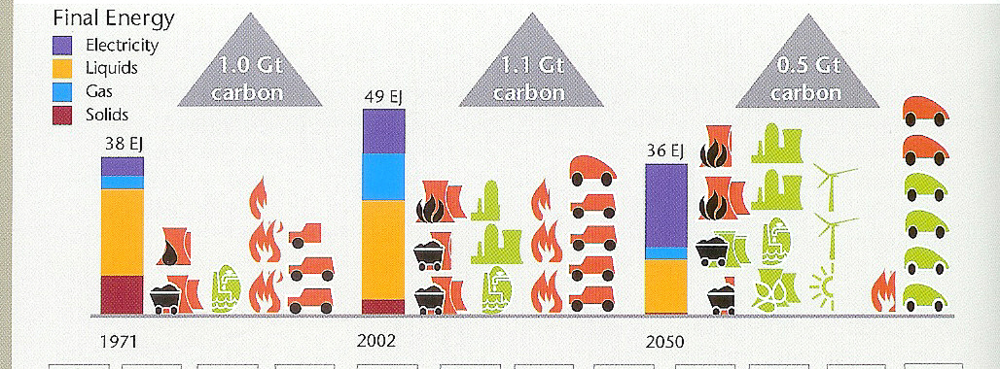 Final Energy
Electricity
Liquids
Gas
Solids
1.0 Gt
carbon
1.1 Gt
carbon
0.5 Gt
carbon
38 EJ
49 EJ
36 EJ
1971
2002
2050